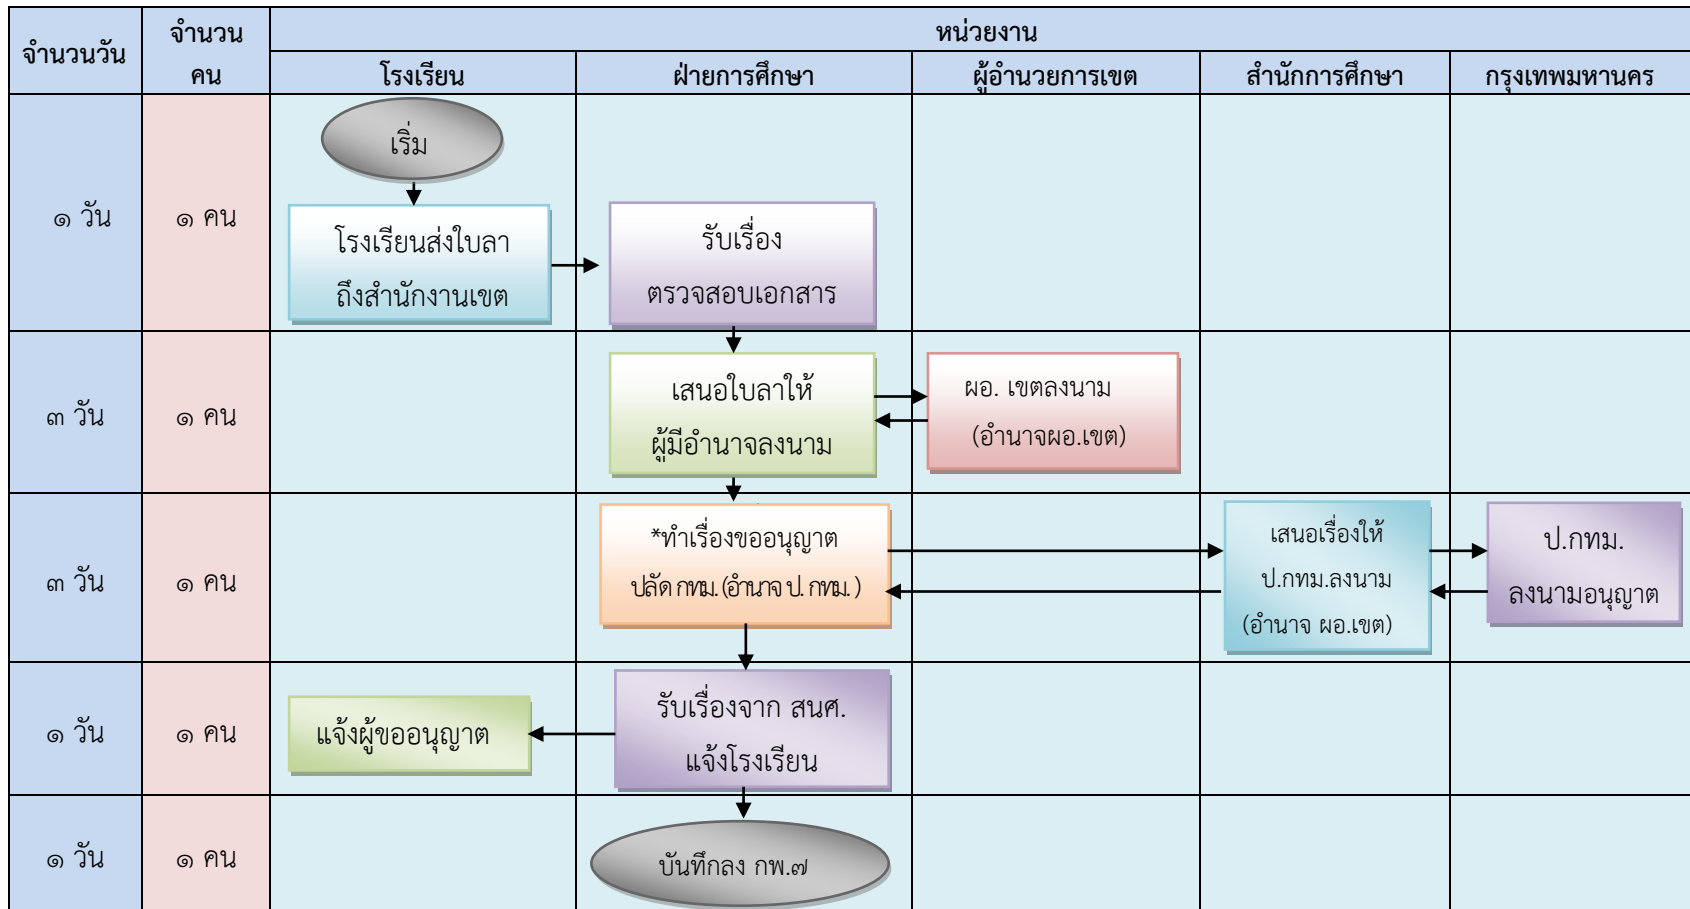 จำนวนวัน
จำนวน
คน
หน่วยงาน
โรงเรียน
ฝ่ายการศึกษา
ผู้อำนวยการเขต
สำนักการศึกษา
กรุงเทพมหานคร
๑ วัน
๑ คน
เริ่ม
โรงเรียนส่งใบลา
ถึงสำนักงานเขต
รับเรื่อง
ตรวจสอบเอกสาร
๓ วัน
๑ คน
เสนอใบลาให้
ผู้มีอำนาจลงนาม
ผอ. เขตลงนาม
(อำนาจผอ.เขต)
๓ วัน
๑ คน
*ทำเรื่องขออนุญาต
ปลัด กทม. (อำนาจ ป. กทม. )
เสนอเรื่องให้
ป.กทม.ลงนาม
(อำนาจ ผอ.เขต)
ป.กทม.
ลงนามอนุญาต
๑ วัน
๑ คน
แจ้งผู้ขออนุญาต
รับเรื่องจาก สนศ.
แจ้งโรงเรียน
๑ วัน
๑ คน
บันทึกลง กพ.๗